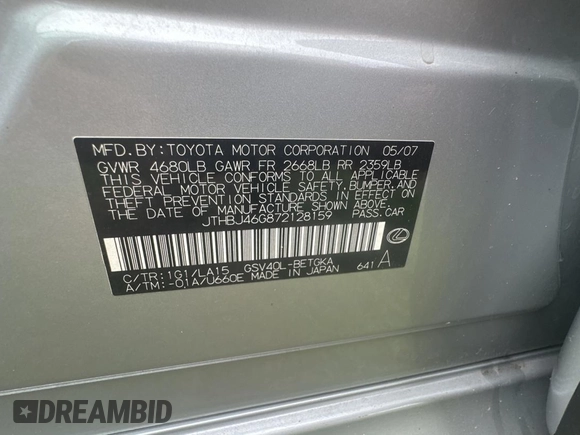 MFD. BY: TOYOTA MOTOR CORPORATION 05/07
GVWR 4680LB GAWR FR 2668LB RR 2359LB
THIS VEHICLE CONFORMS TO ALL APPLICABLE
FEDERAL MOTOR VEHICLE SAFETY, BUMPER, AND
THEFT PREVENTION STANDARDS IN EFFECT ON
THE DATE OF MANUFACTURE SHOWN ABOVE.
JTHBJ46G872128159 PASS. CAR
C/TR: 1G1/LA15 GSV40L-BETGKA
A/TM: -01A/U660E MADE IN JAPAN 641 A
DREAMBID